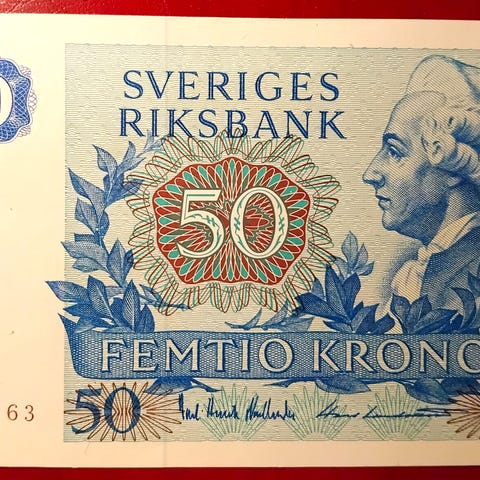 SVERIGES
RIKSBANK
50
FEMTIO KRONO
63
50